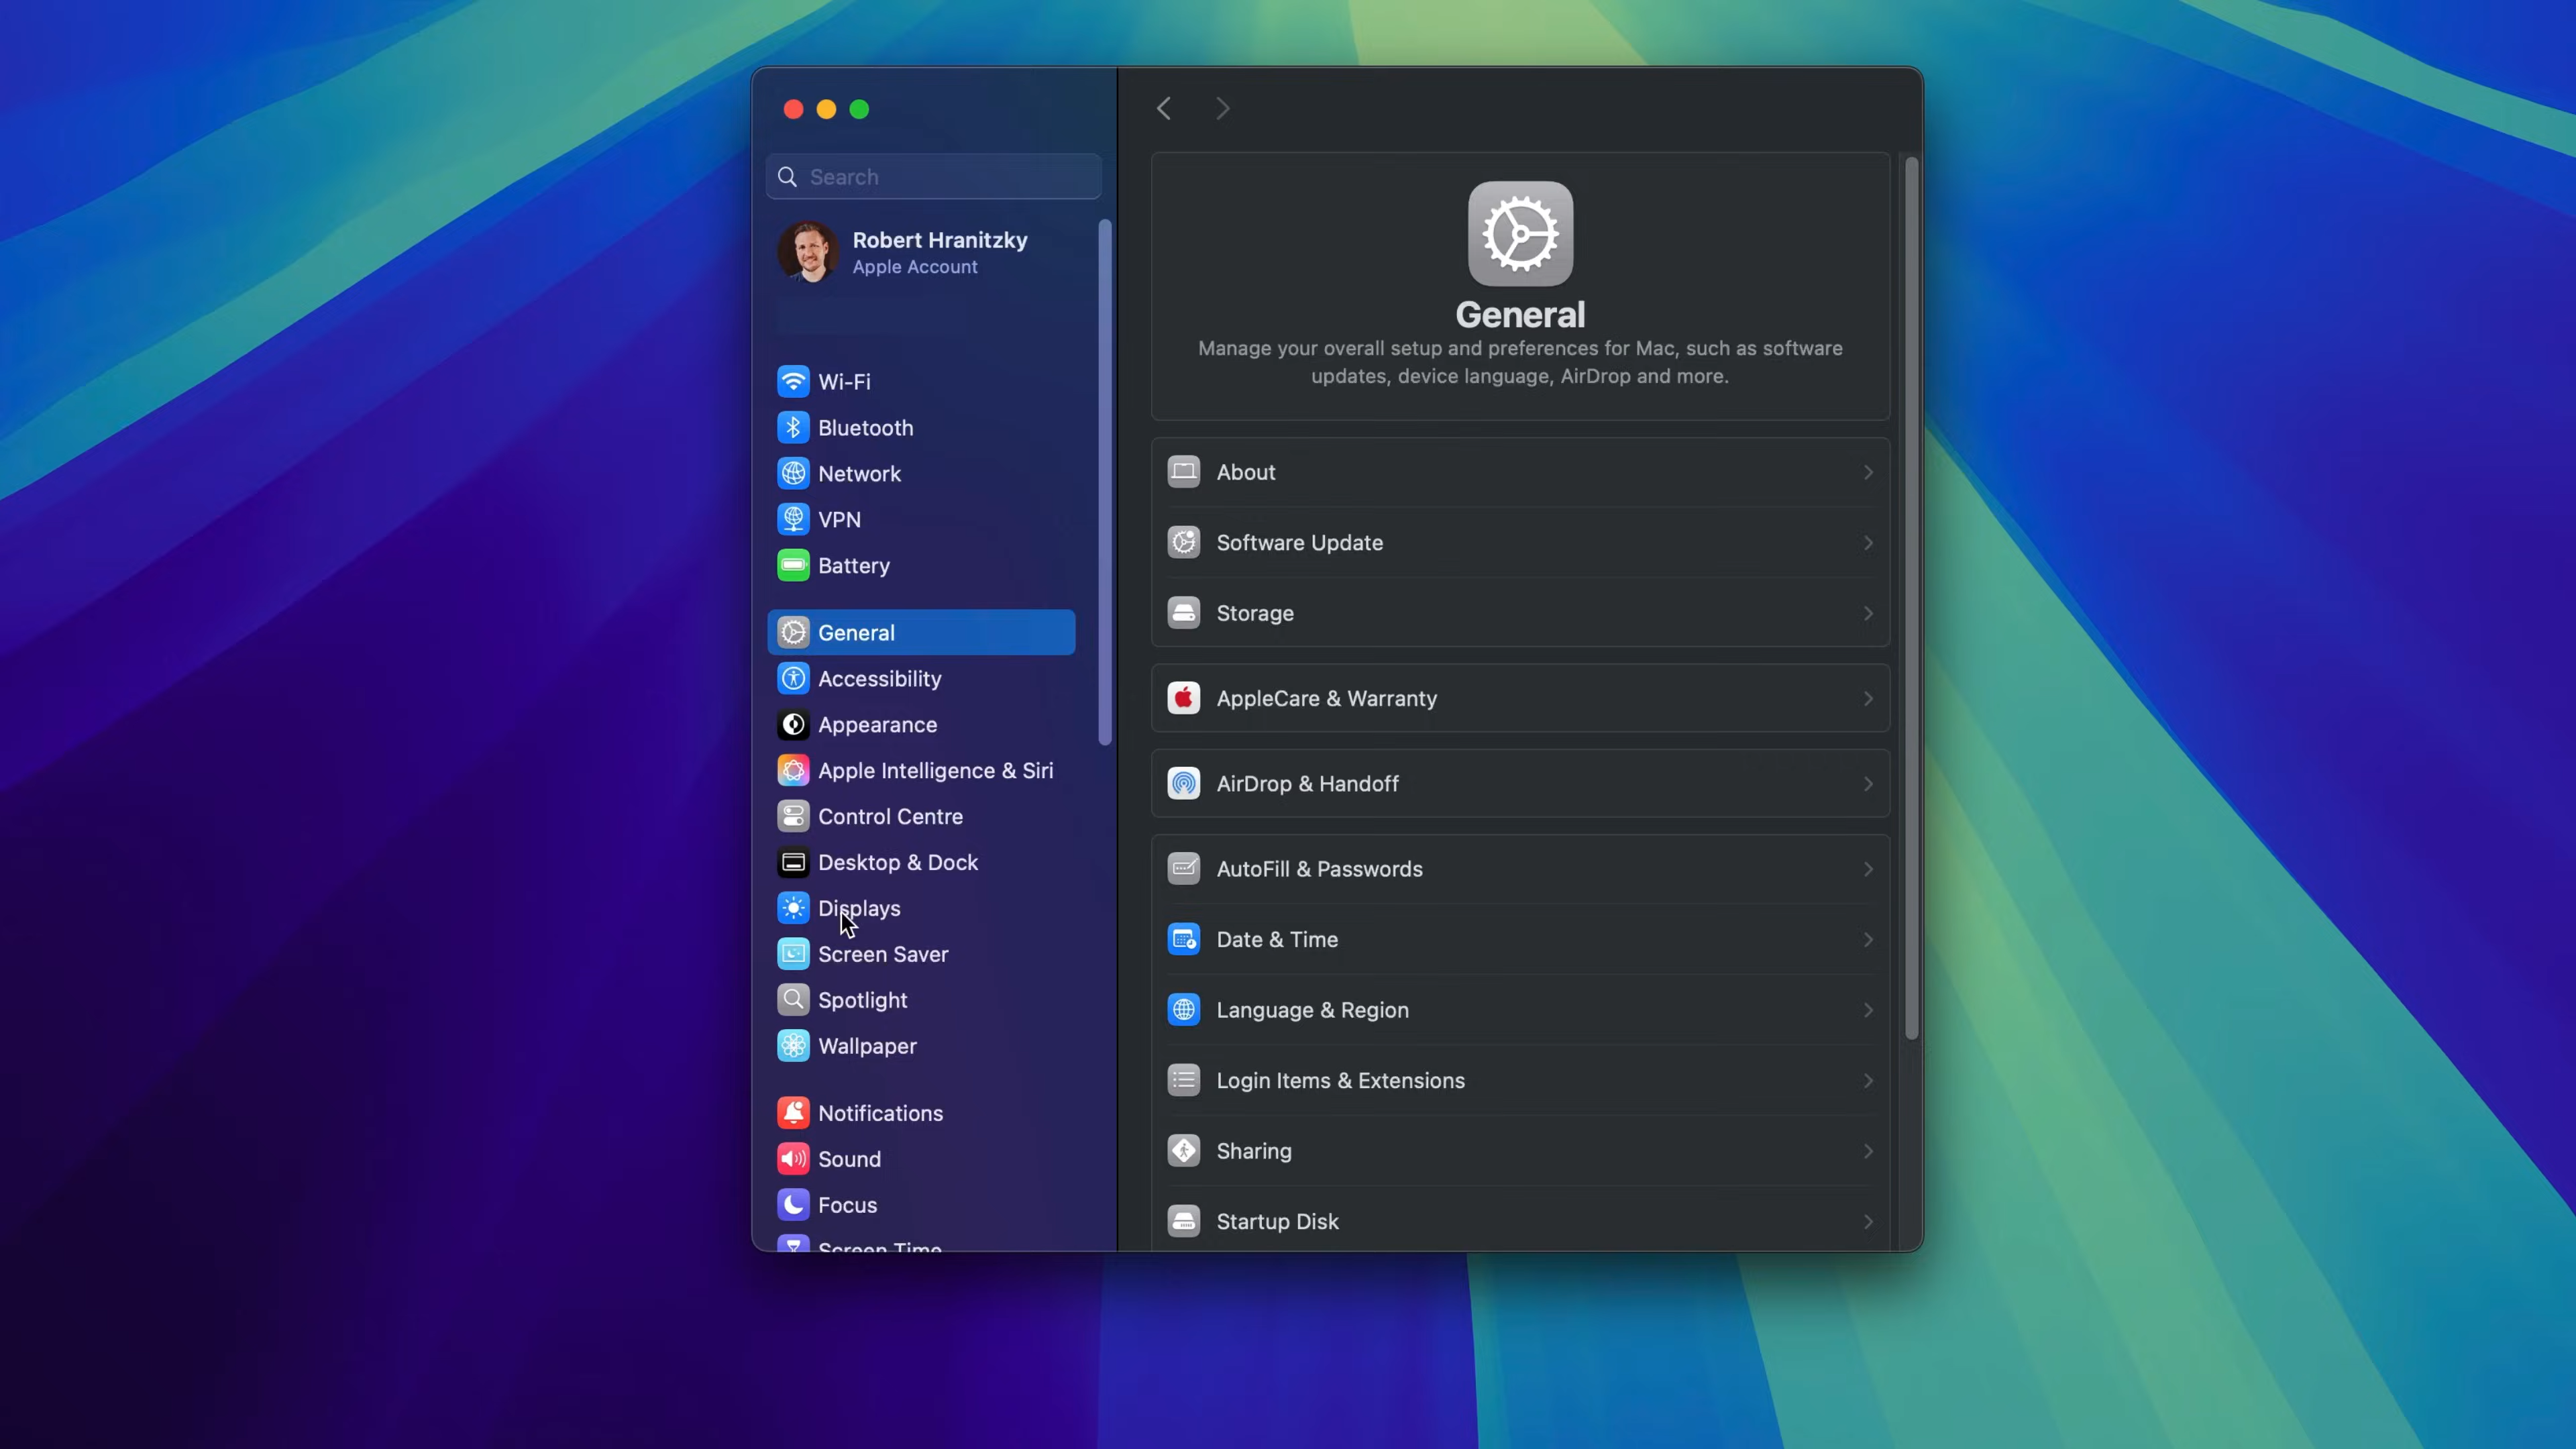 Search
Robert Hranitzky
Apple Account
Wi-Fi
Bluetooth
Network
VPN
Battery
General
Accessibility
Appearance
Apple Intelligence & Siri
Control Centre
Desktop & Dock
Displays
Screen Saver
Spotlight
Wallpaper
Notifications
Sound
Focus
Screen Time
General
Manage your overall setup and preferences for Mac, such as software
updates, device language, AirDrop and more.
About
Software Update
Storage
AppleCare & Warranty
AirDrop & Handoff
AutoFill & Passwords
Date & Time
Language & Region
Login Items & Extensions
Sharing
Startup Disk